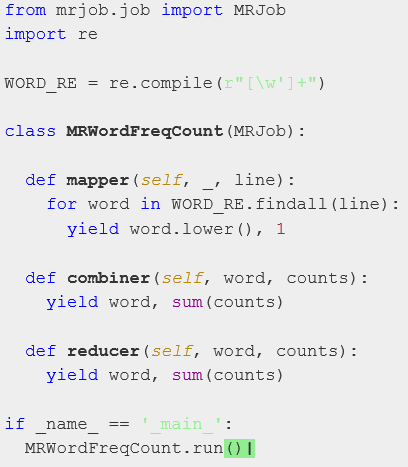 from mrjob.job import MRJob
import re
WORD_RE = re.compile(r"[\w']+")
class MRWordFreqCount(MRJob):
def mapper(self, _, line):
for word in WORD_RE.findall(line):
yield word.lower(), 1
def combiner(self, word, counts):
yield word, sum(counts)
def reducer(self, word, counts):
yield word, sum(counts)
if _name_ == '_main_':
MRWordFreqCount.run()